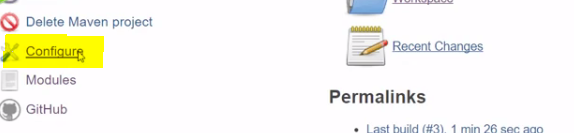 Workspace
Delete Maven project
Configure
Recent Changes
Modules
Permalinks
GitHub
Last build (#3), 1 min 26 sec ago